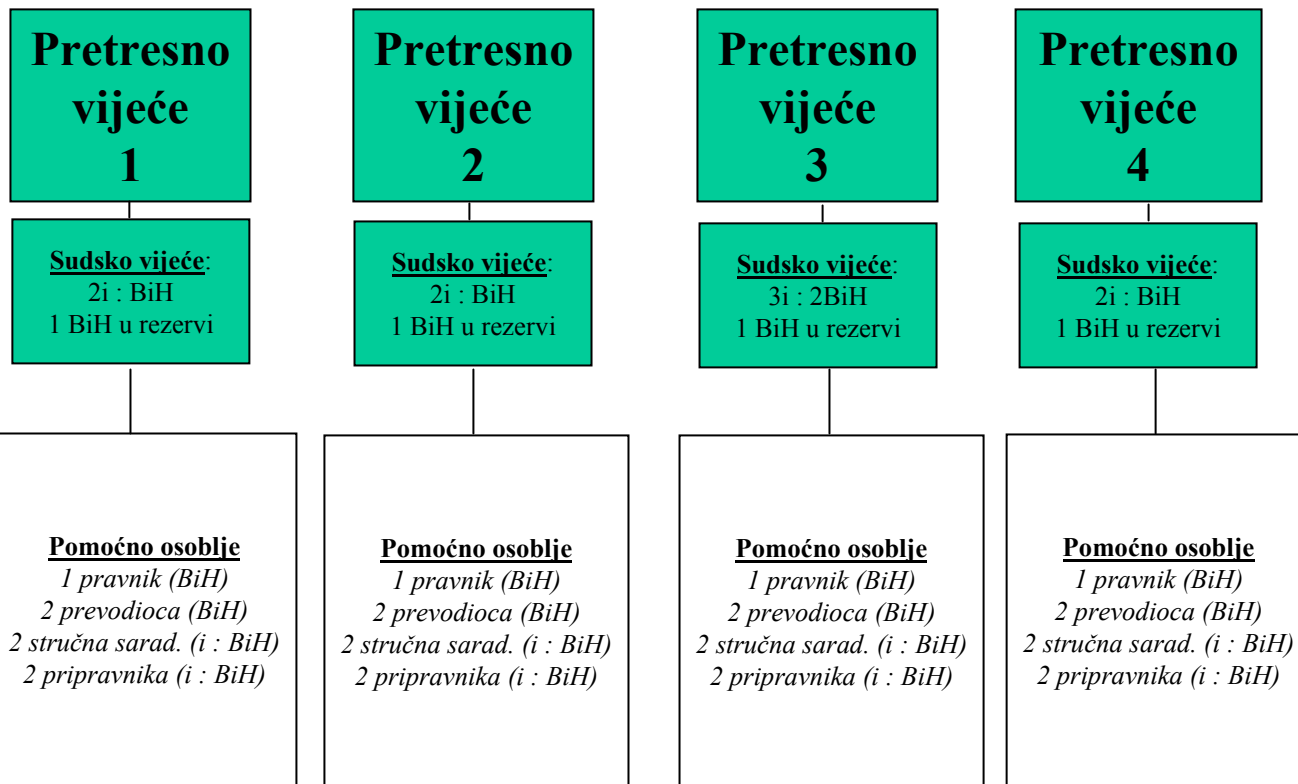 Pretresno
vijeće
1
Sudsko vijeće:
2i : BiH
1 BiH u rezervi
Pomoćno osoblje
1 pravnik (BiH)
2 prevodioca (BiH)
2 stručna sarad. (i : BiH)
2 pripravnika (i : BiH)
Pretresno
vijeće
2
Sudsko vijeće:
2i : BiH
1 BiH u rezervi
Pomoćno osoblje
1 pravnik (BiH)
2 prevodioca (BiH)
2 stručna sarad. (i : BiH)
2 pripravnika (i : BiH)
Pretresno
vijeće
3
Sudsko vijeće:
3i : 2BiH
1 BiH u rezervi
Pomoćno osoblje
1 pravnik (BiH)
2 prevodioca (BiH)
2 stručna sarad. (i : BiH)
2 pripravnika (i : BiH)
Pretresno
vijeće
4
Sudsko vijeće:
2i : BiH
1 BiH u rezervi
Pomoćno osoblje
1 pravnik (BiH)
2 prevodioca (BiH)
2 stručna sarad. (i : BiH)
2 pripravnika (i : BiH)